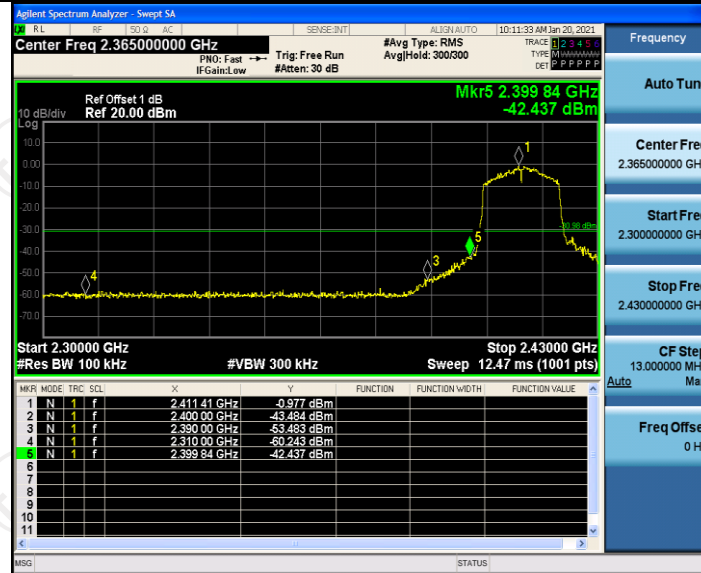 Agilent Spectrum Analyzer - Swept SA
RL RF 50 Ω AC SENSE:INT ALIGN AUTO 10:11:33 AM Jan 20, 2021
Center Freq 2.365000000 GHz #Avg Type: RMS TRACE 1 2 3 4 5 6
PNO: Fast Trig: Free Run Avg|Hold: 300/300 TYPE M
IFGain:Low #Atten: 30 dB DET P P P P P P
Mkr5 2.399 84 GHz
Ref Offset 1 dB
10 dB/div Ref 20.00 dBm -42.437 dBm
Log
10.0
0.00
-10.0
-20.0
-30.0
-40.0
-50.0
-60.0
-70.0
1
-30.98 dBm
5
3
4
Start 2.30000 GHz Stop 2.43000 GHz
#Res BW 100 kHz #VBW 300 kHz Sweep 12.47 ms (1001 pts)
MKR MODE TRC SCL X Y FUNCTION FUNCTION WIDTH FUNCTION VALUE
1 N 1 f 2.411 41 GHz -0.977 dBm
2 N 1 f 2.400 00 GHz -43.484 dBm
3 N 1 f 2.390 00 GHz -53.483 dBm
4 N 1 f 2.310 00 GHz -60.243 dBm
5 N 1 f 2.399 84 GHz -42.437 dBm
6
7
8
9
10
11
MSG STATUS
Frequency
Auto Tun
Center Fre
2.365000000 GH
Start Fre
2.300000000 GH
Stop Fre
2.430000000 GH
CF Step
13.000000 MH
Auto Ma
Freq Offse
0 H